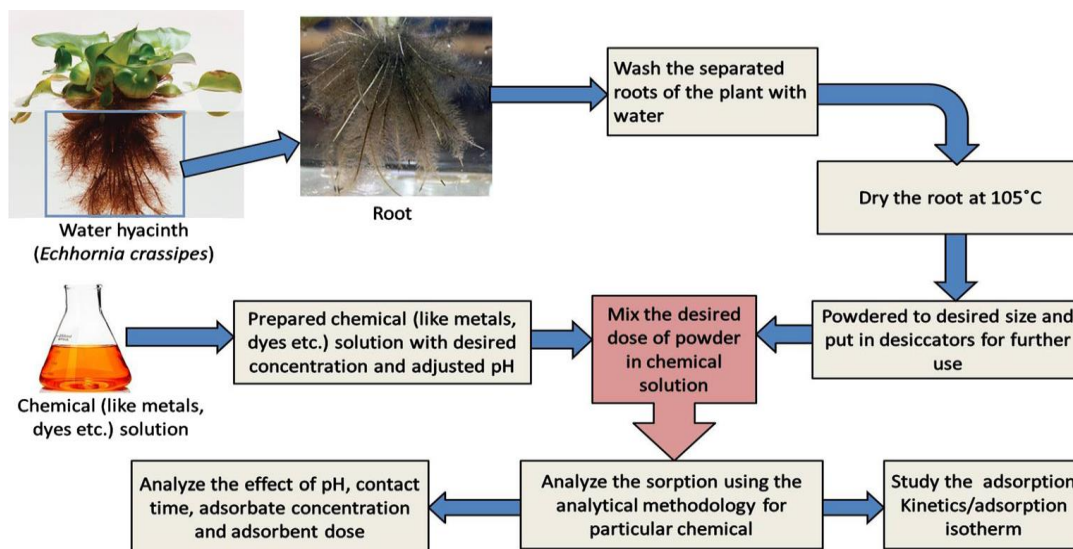 Wash the separated
roots of the plant with
water
Root
Dry the root at 105˚C
Water hyacinth
(Echhornia crassipes)
Prepared chemical (like metals,
dyes etc.) solution with desired
concentration and adjusted pH
Mix the desired
dose of powder
in chemical
solution
Powdered to desired size and
put in desiccators for further
use
Chemical (like metals,
dyes etc.) solution
Analyze the effect of pH, contact
time, adsorbate concentration
and adsorbent dose
Analyze the sorption using the
analytical methodology for
particular chemical
Study the adsorption
Kinetics/adsorption
isotherm